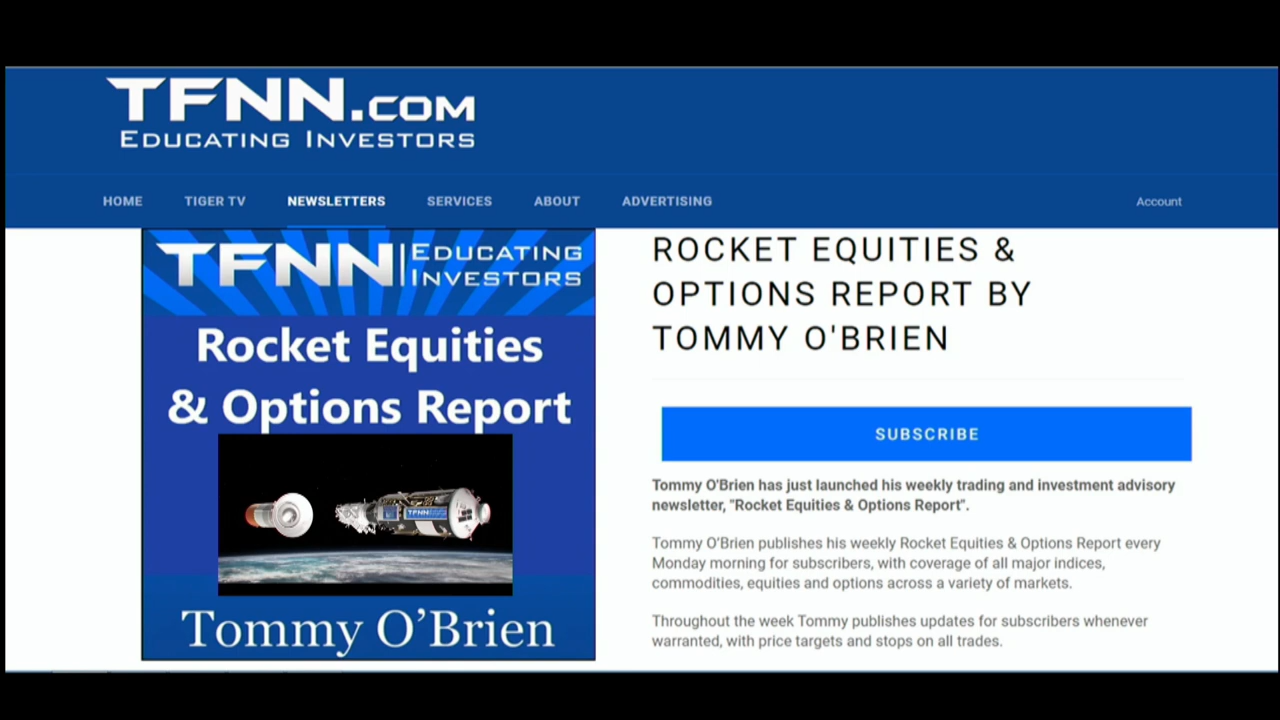 TFNN.COM
EDUCATING INVESTORS
HOME TIGER TV NEWSLETTERS SERVICES ABOUT ADVERTISING Account
TFNN EDUCATING
INVESTORS
Rocket Equities
& Options Report
TFNN
Tommy O’Brien
ROCKET EQUITIES &
OPTIONS REPORT BY
TOMMY O'BRIEN
SUBSCRIBE
Tommy O'Brien has just launched his weekly trading and investment advisory
newsletter, "Rocket Equities & Options Report".
Tommy O’Brien publishes his weekly Rocket Equities & Options Report every
Monday morning for subscribers, with coverage of all major indices,
commodities, equities and options across a variety of markets.
Throughout the week Tommy publishes updates for subscribers whenever
warranted, with price targets and stops on all trades.